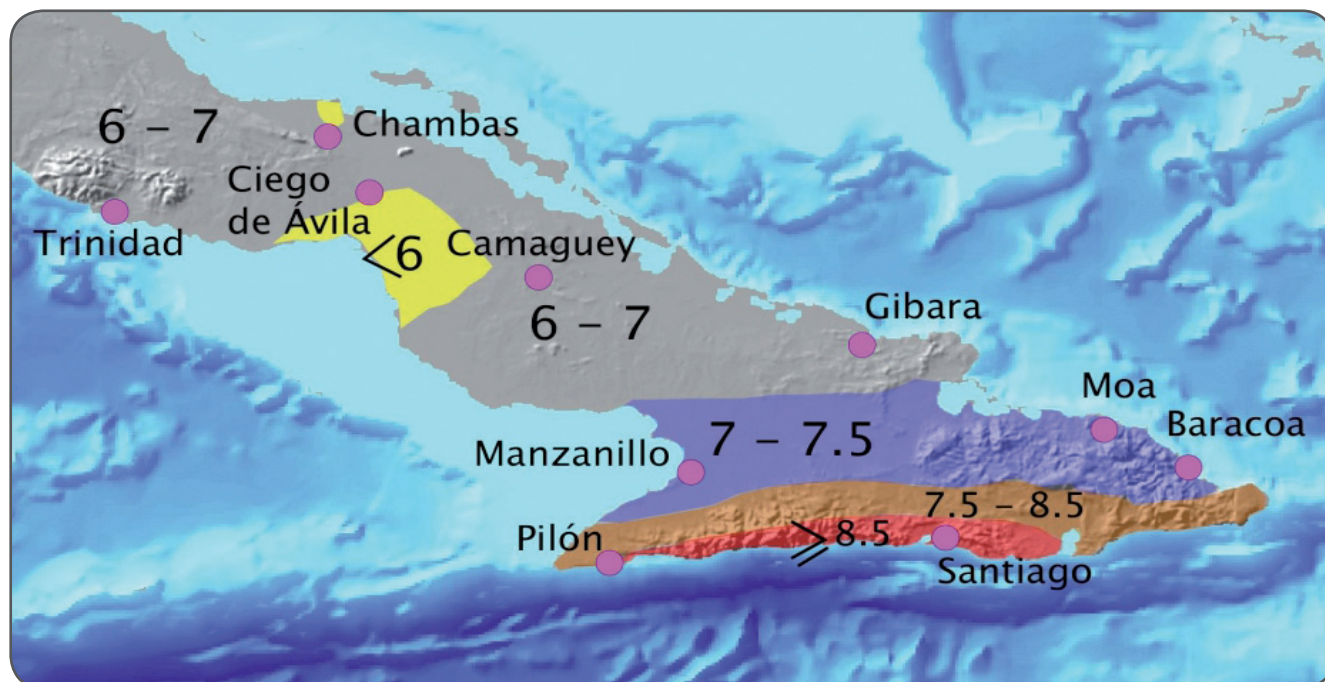 6 – 7
Chambas
Ciego
de Ávila
Trinidad
<6
Camaguey
6 – 7
Gibara
Moa
Baracoa
7 – 7.5
Manzanillo
7.5 – 8.5
Pilón
⩾ 8.5
Santiago